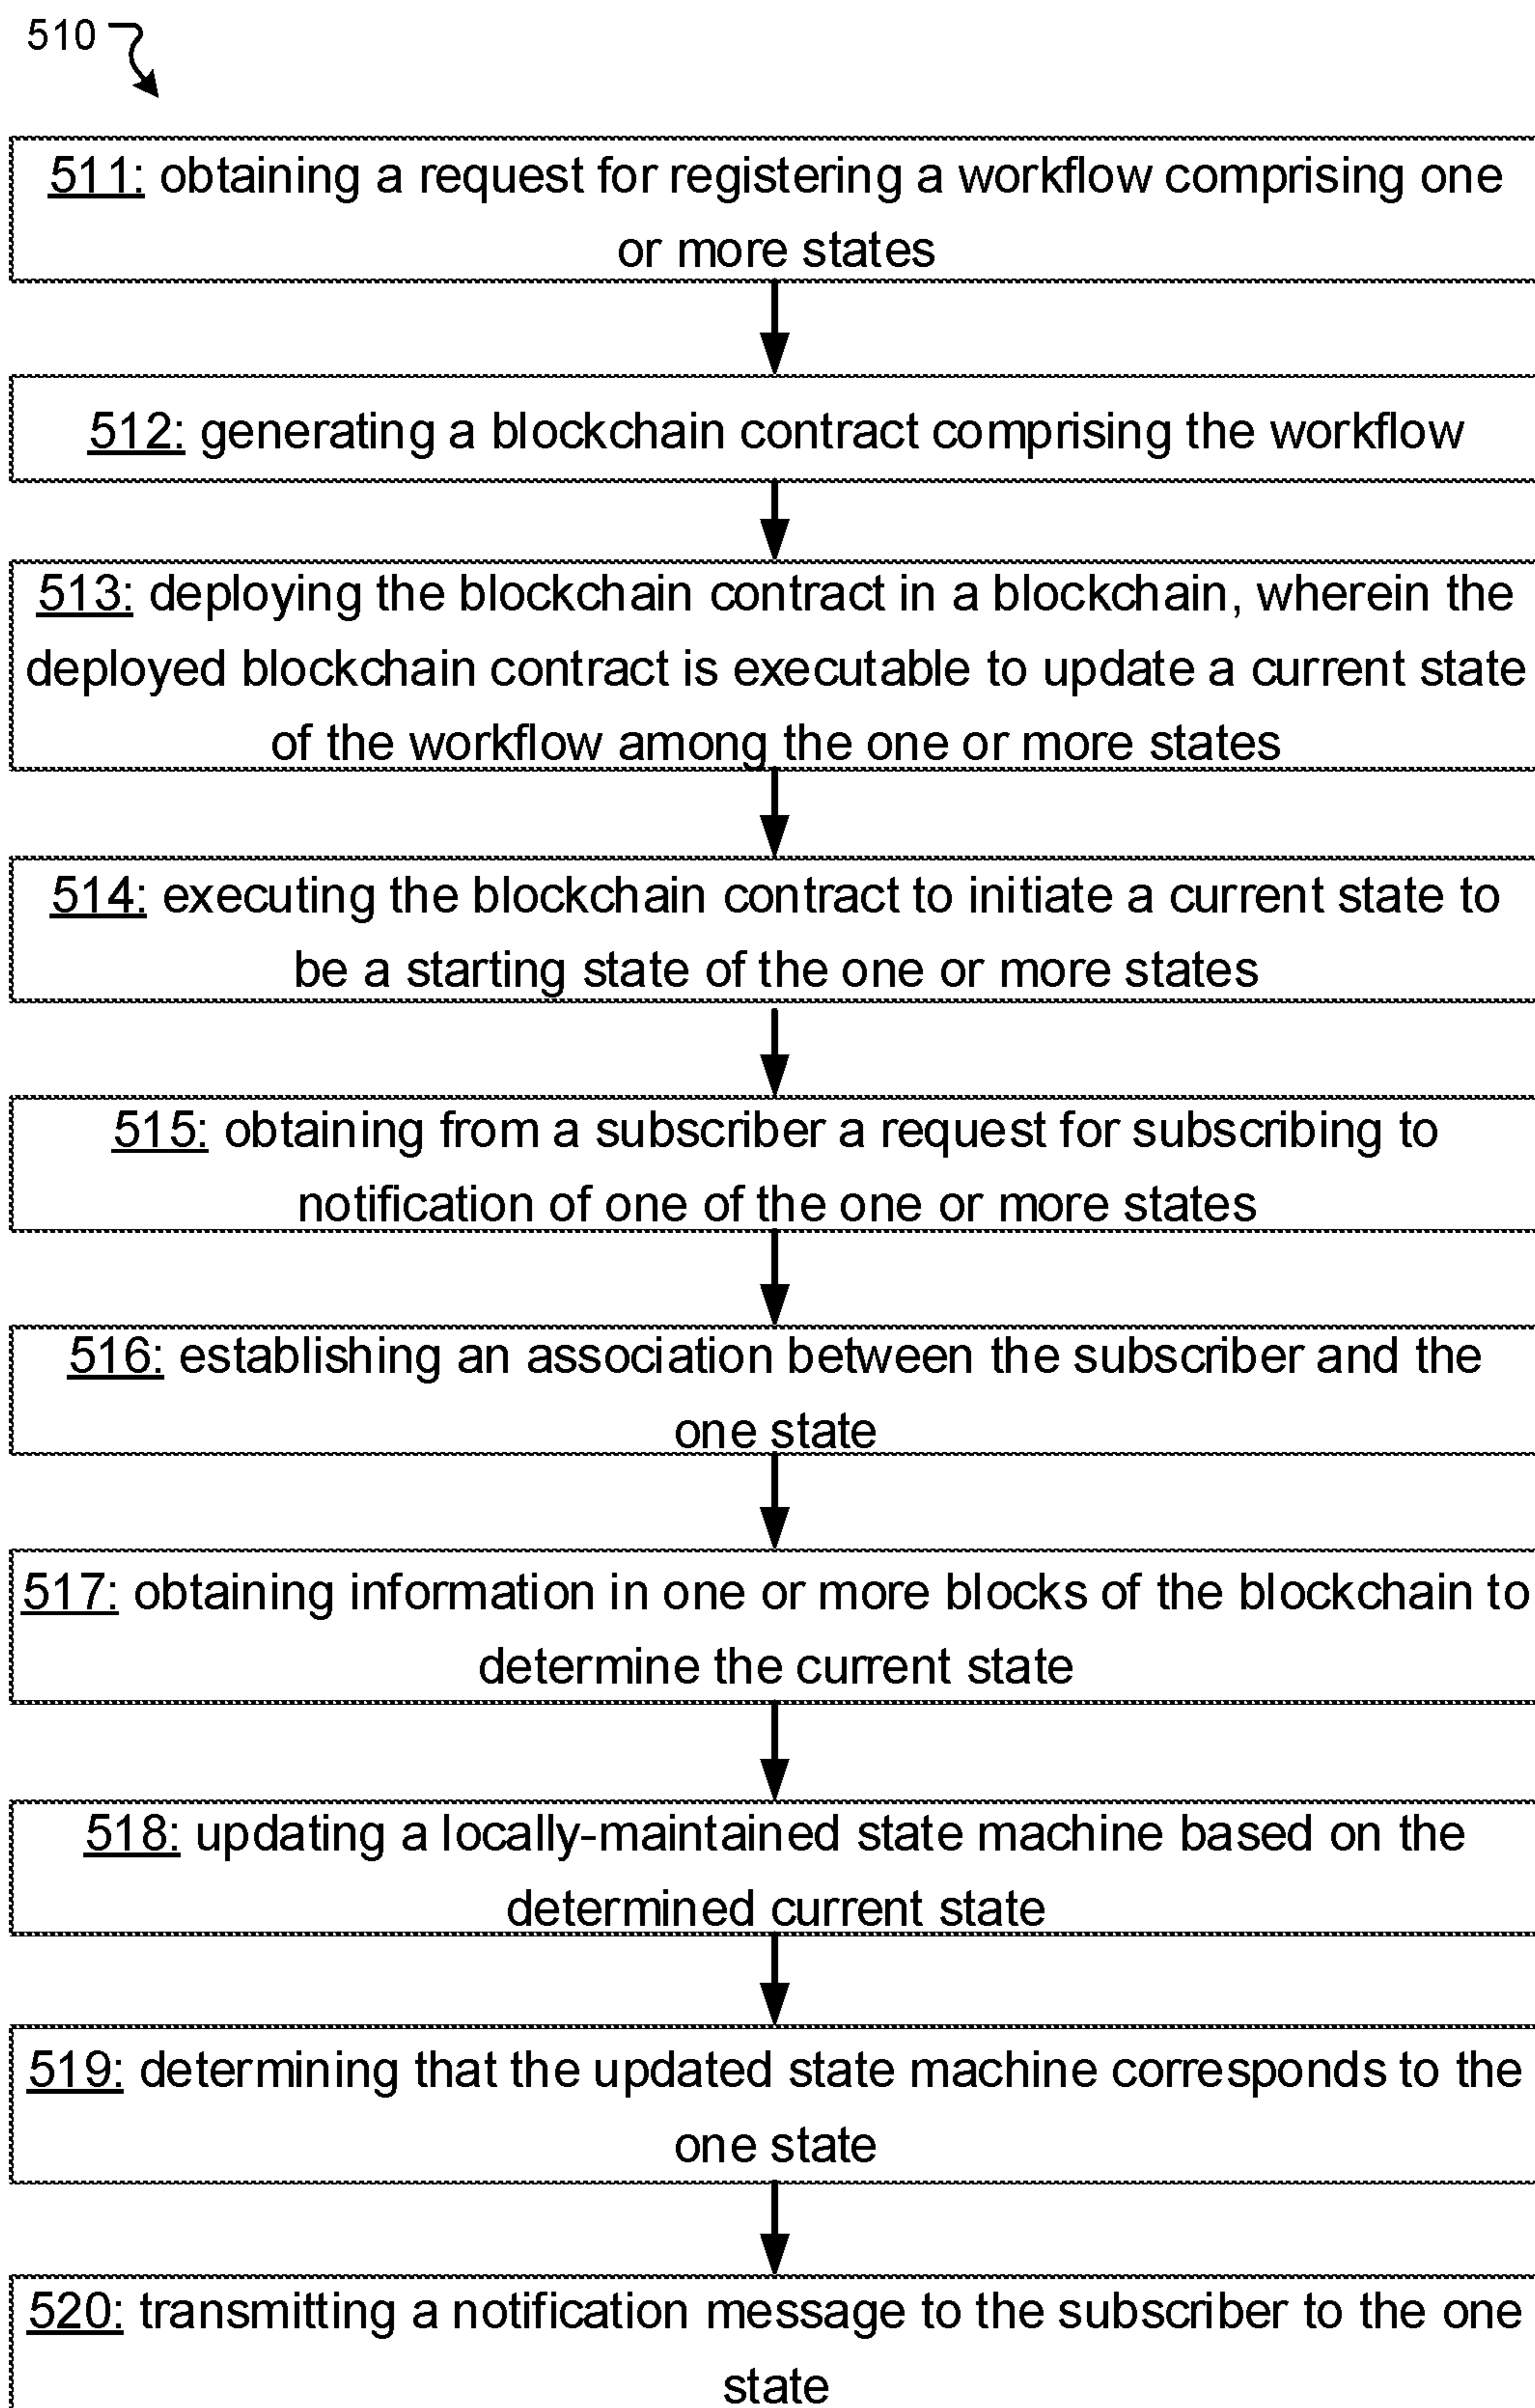 510
511: obtaining a request for registering a workflow comprising one
or more states
512: generating a blockchain contract comprising the workflow
513: deploying the blockchain contract in a blockchain, wherein the
deployed blockchain contract is executable to update a current state
of the workflow among the one or more states
514: executing the blockchain contract to initiate a current state to
be a starting state of the one or more states
515: obtaining from a subscriber a request for subscribing to
notification of one of the one or more states
516: establishing an association between the subscriber and the
one state
517: obtaining information in one or more blocks of the blockchain to
determine the current state
518: updating a locally-maintained state machine based on the
determined current state
519: determining that the updated state machine corresponds to the
one state
520: transmitting a notification message to the subscriber to the one
state